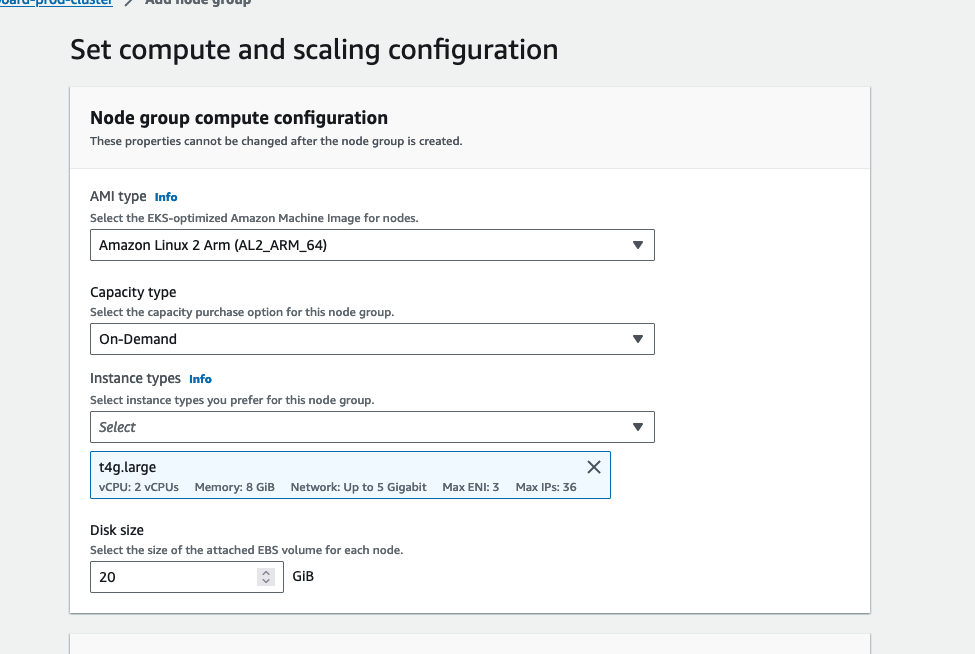 board-prod-cluster > Add node group
Set compute and scaling configuration
Node group compute configuration
These properties cannot be changed after the node group is created.
AMI type Info
Select the EKS-optimized Amazon Machine Image for nodes.
Amazon Linux 2 Arm (AL2_ARM_64)
Capacity type
Select the capacity purchase option for this node group.
On-Demand
Instance types Info
Select instance types you prefer for this node group.
Select
t4g.large
vCPU: 2 vCPUs Memory: 8 GiB Network: Up to 5 Gigabit Max ENI: 3 Max IPs: 36
Disk size
Select the size of the attached EBS volume for each node.
20 GiB